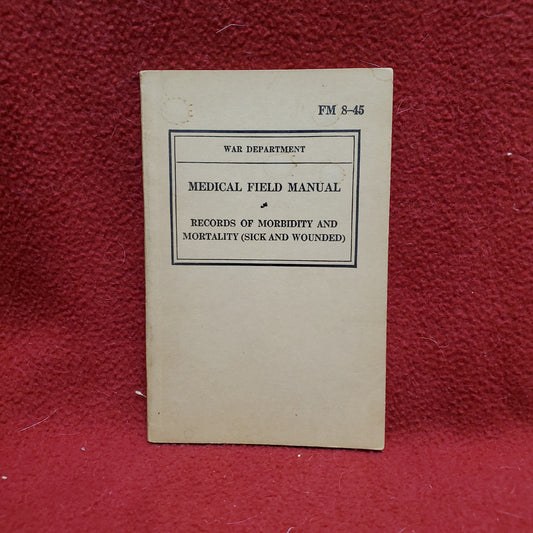 FM 8-45
WAR DEPARTMENT
MEDICAL FIELD MANUAL
RECORDS OF MORBIDITY AND
MORTALITY (SICK AND WOUNDED)